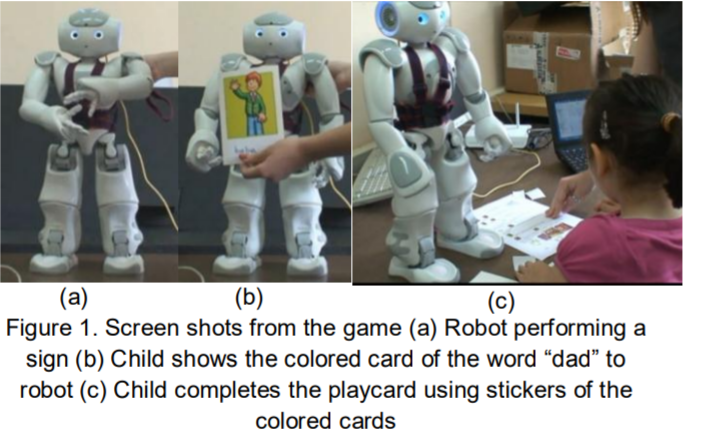 baba
(a)
(b)
(c)
Figure 1. Screen shots from the game (a) Robot performing a
sign (b) Child shows the colored card of the word “dad” to
robot (c) Child completes the playcard using stickers of the
colored cards